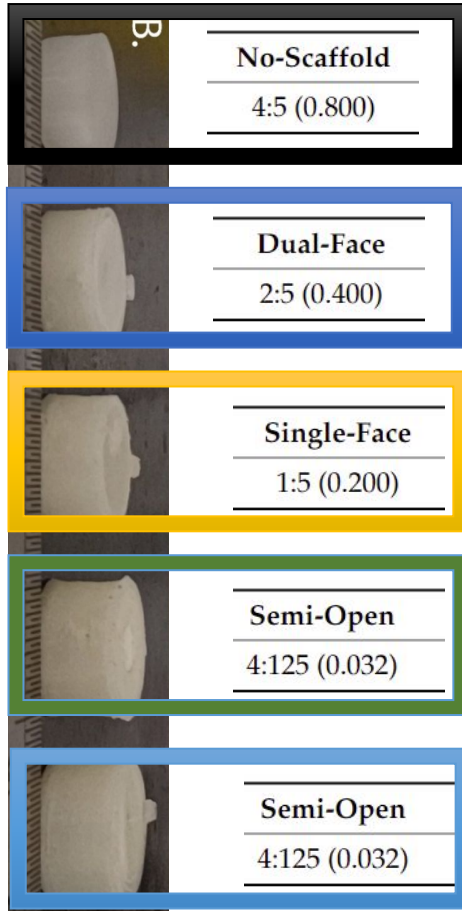 B.
No-Scaffold
4:5 (0.800)
Dual-Face
2:5 (0.400)
Single-Face
1:5 (0.200)
Semi-Open
4:125 (0.032)
Semi-Open
4:125 (0.032)